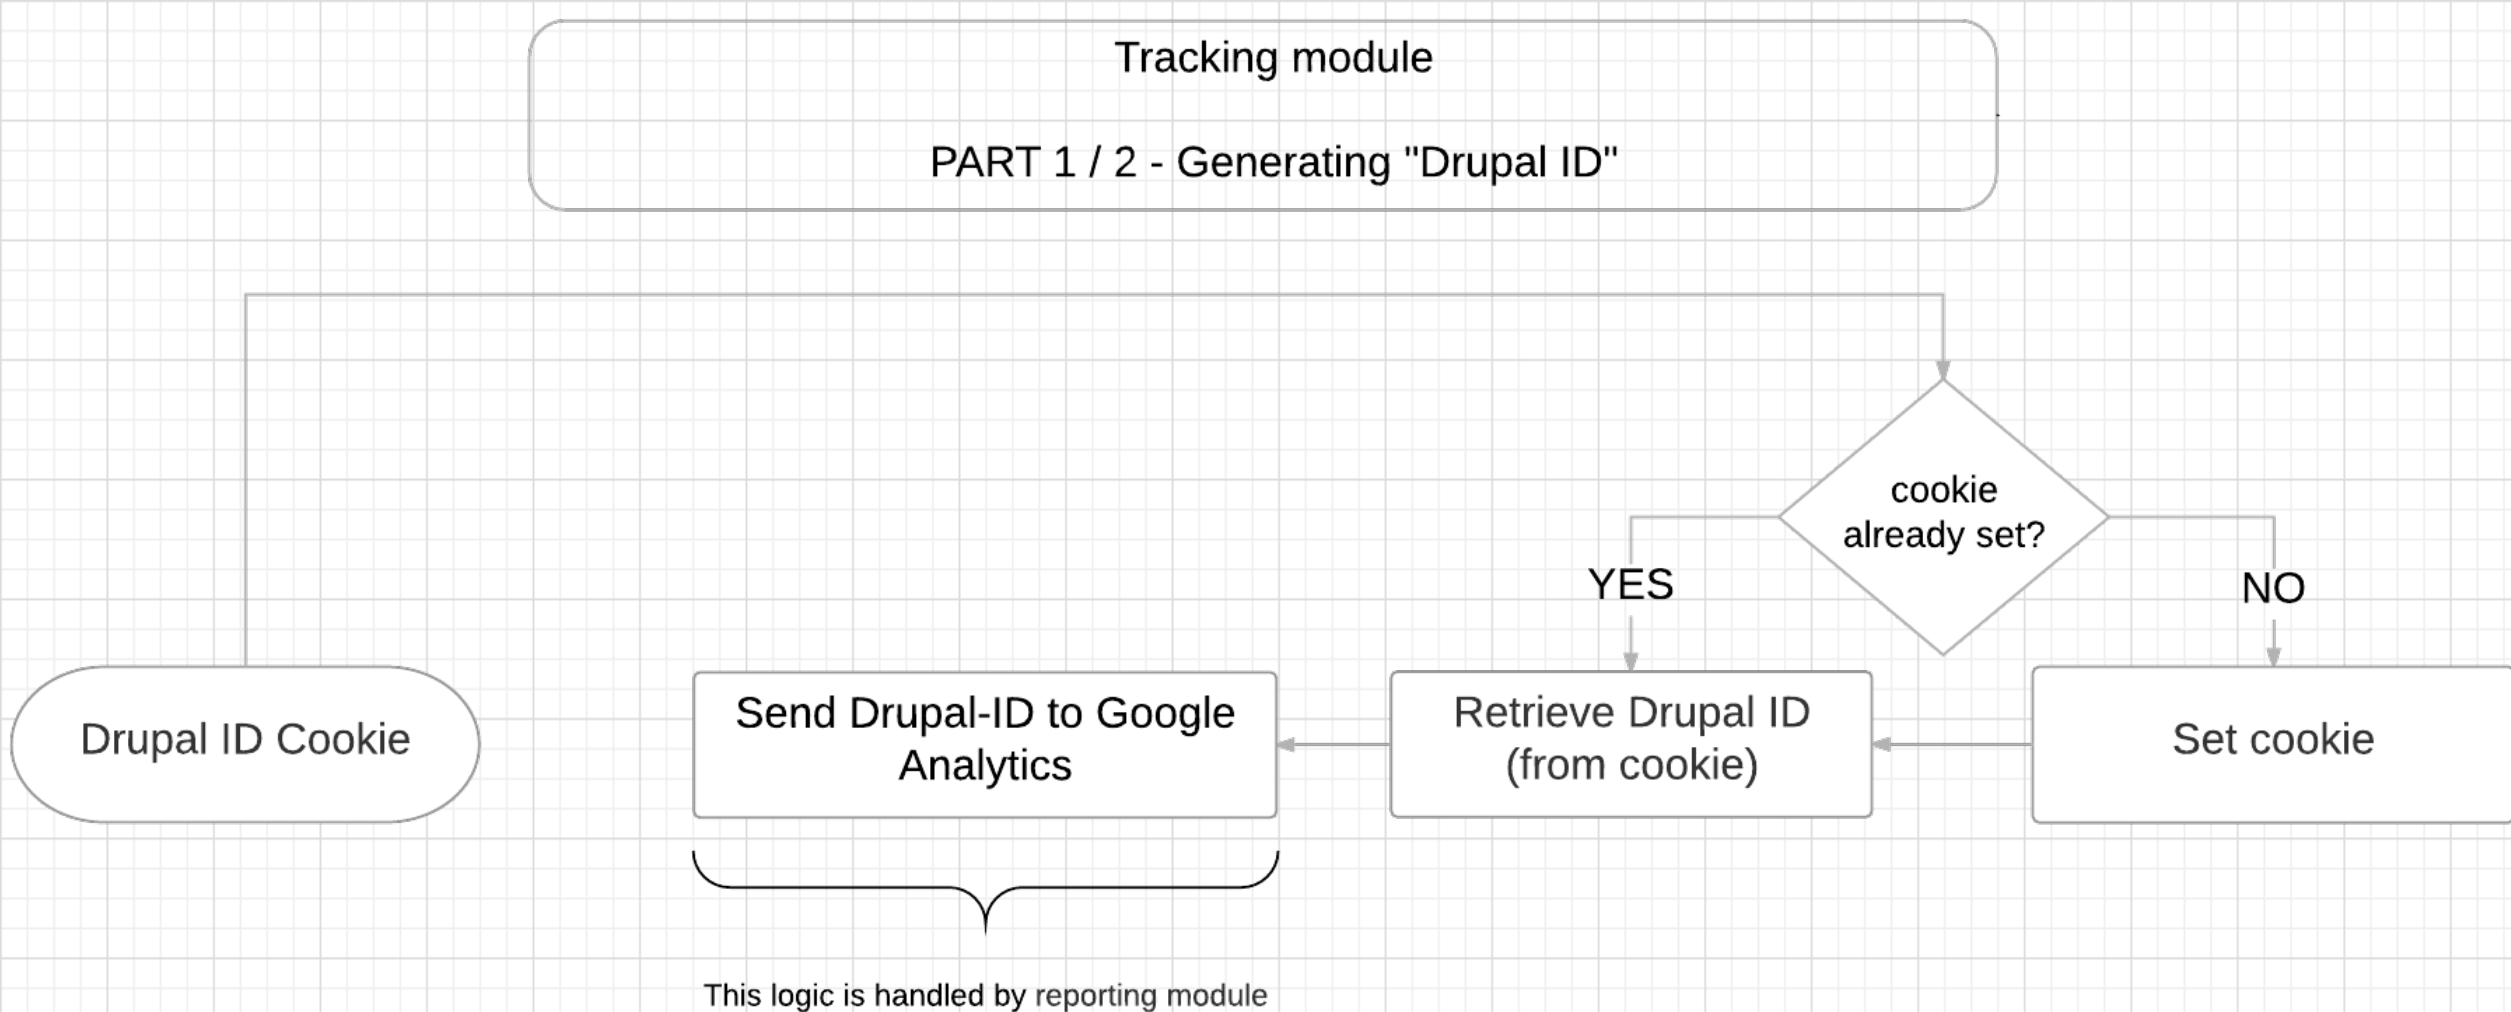 Tracking module
PART 1 / 2 - Generating "Drupal ID"
cookie
already set?
YES
NO
Drupal ID Cookie
Send Drupal-ID to Google
Analytics
Retrieve Drupal ID
(from cookie)
Set cookie
This logic is handled by reporting module